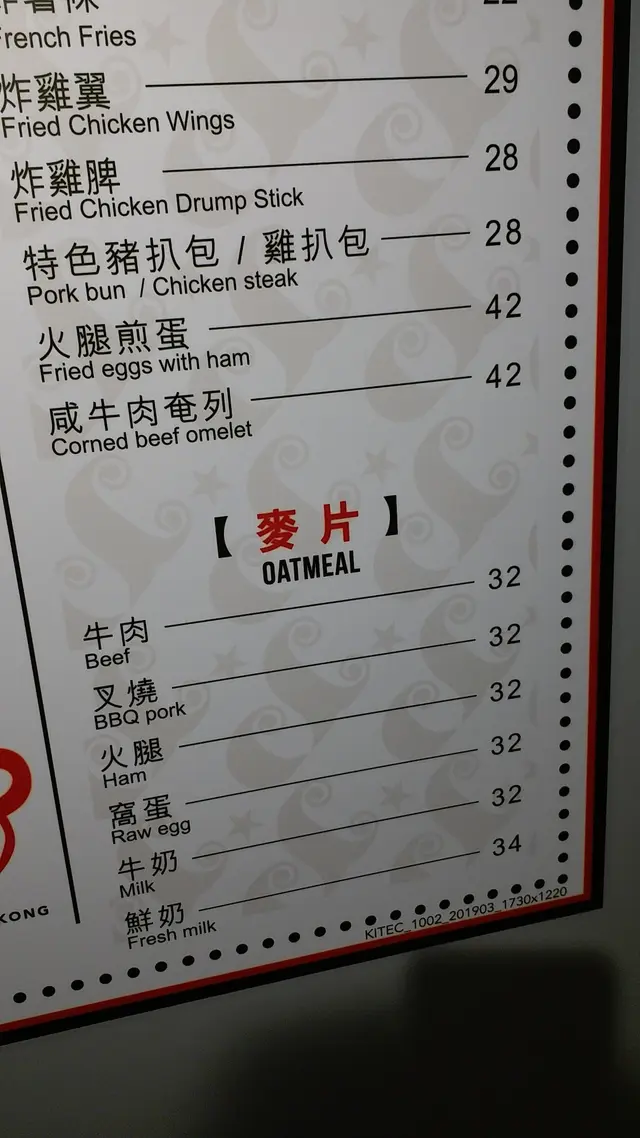 French Fries
炸雞翼 29
Fried Chicken Wings
炸雞脾 28
Fried Chicken Drump Stick
特色豬扒包 / 雞扒包 28
Pork bun / Chicken steak
火腿煎蛋 42
Fried eggs with ham
咸牛肉奄列 42
Corned beef omelet
【麥片】
OATMEAL
牛肉 32
Beef
叉燒 32
BBQ pork
火腿 32
Ham
窩蛋 32
Raw egg
牛奶 32
Milk
鮮奶 34
Fresh milk
KONG
KITEC_1002_201903_1730x1220